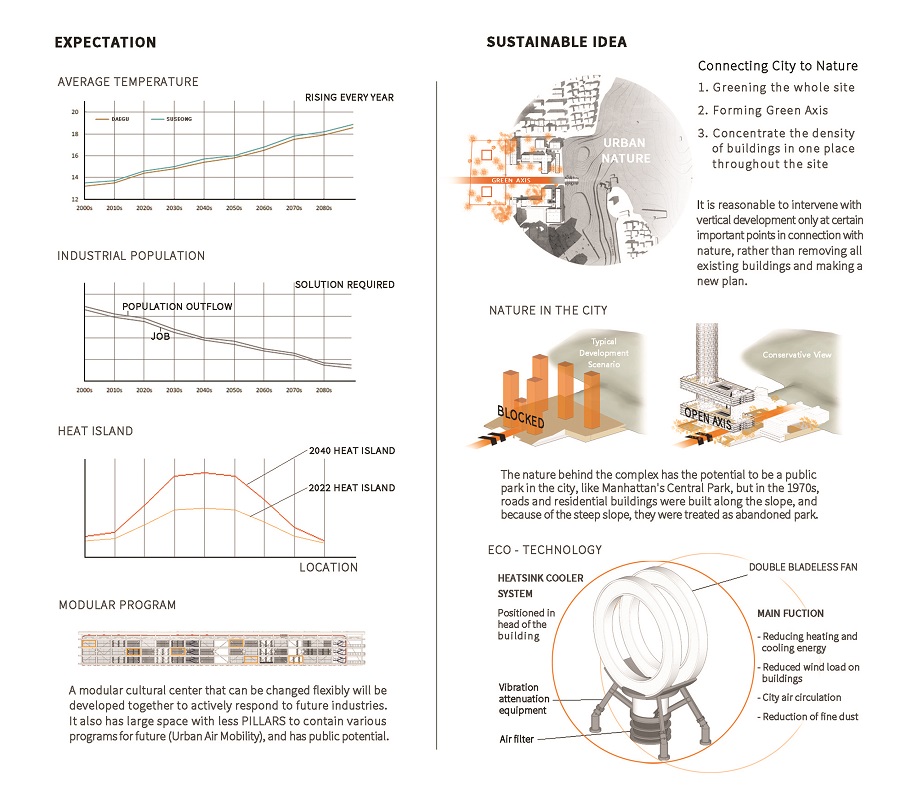 EXPECTATION
AVERAGE TEMPERATURE
RISING EVERY YEAR
20
DAEGU
SUSEONG
18
16
14
12
2000s 2010s 2020s 2030s 2040s 2050s 2060s 2070s 2080s
INDUSTRIAL POPULATION
SOLUTION REQUIRED
POPULATION OUTFLOW
JOB
2000s 2010s 2020s 2030s 2040s 2050s 2060s 2070s 2080s
HEAT ISLAND
2040 HEAT ISLAND
2022 HEAT ISLAND
LOCATION
MODULAR PROGRAM
A modular cultural center that can be changed flexibly will be
developed together to actively respond to future industries.
It also has large space with less PILLARS to contain various
programs for future (Urban Air Mobility), and has public potential.
SUSTAINABLE IDEA
URBAN
NATURE
GREEN AXIS
Connecting City to Nature
1. Greening the whole site
2. Forming Green Axis
3. Concentrate the density
of buildings in one place
throughout the site
It is reasonable to intervene with
vertical development only at certain
important points in connection with
nature, rather than removing all
existing buildings and making a
new plan.
NATURE IN THE CITY
Typical
Development
Scenario
BLOCKED
Conservative View
OPEN AXIS
The nature behind the complex has the potential to be a public
park in the city, like Manhattan's Central Park, but in the 1970s,
roads and residential buildings were built along the slope, and
because of the steep slope, they were treated as abandoned park.
ECO - TECHNOLOGY
HEATSINK COOLER
SYSTEM
Positioned in
head of the
building
Vibration
attenuation
equipment
Air filter
DOUBLE BLADELESS FAN
MAIN FUCTION
- Reducing heating and
cooling energy
- Reduced wind load on
buildings
- City air circulation
- Reduction of fine dust